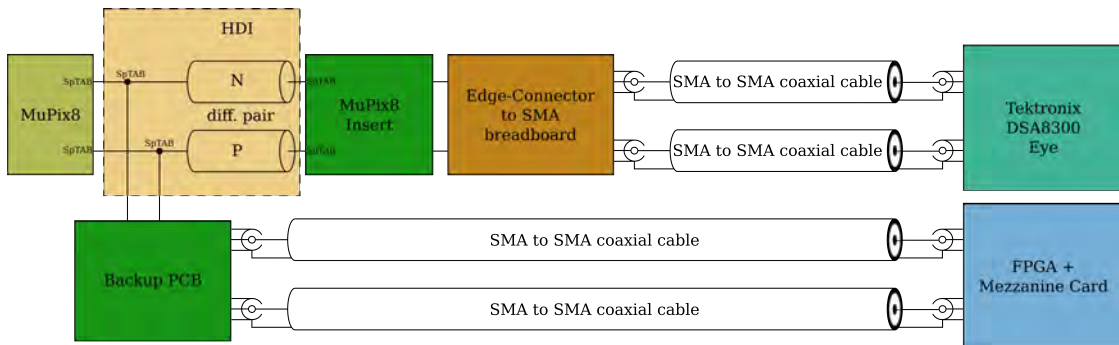 HDI
MuPix8
SpTAB
SpTAB
SpTAB
SpTAB
N
diff. pair
P
SpTAB
SpTAB
MuPix8
Insert
Edge-Connector
to SMA
breadboard
SMA to SMA coaxial cable
SMA to SMA coaxial cable
Tektronix
DSA8300
Eye
Backup PCB
SMA to SMA coaxial cable
SMA to SMA coaxial cable
FPGA +
Mezzanine Card